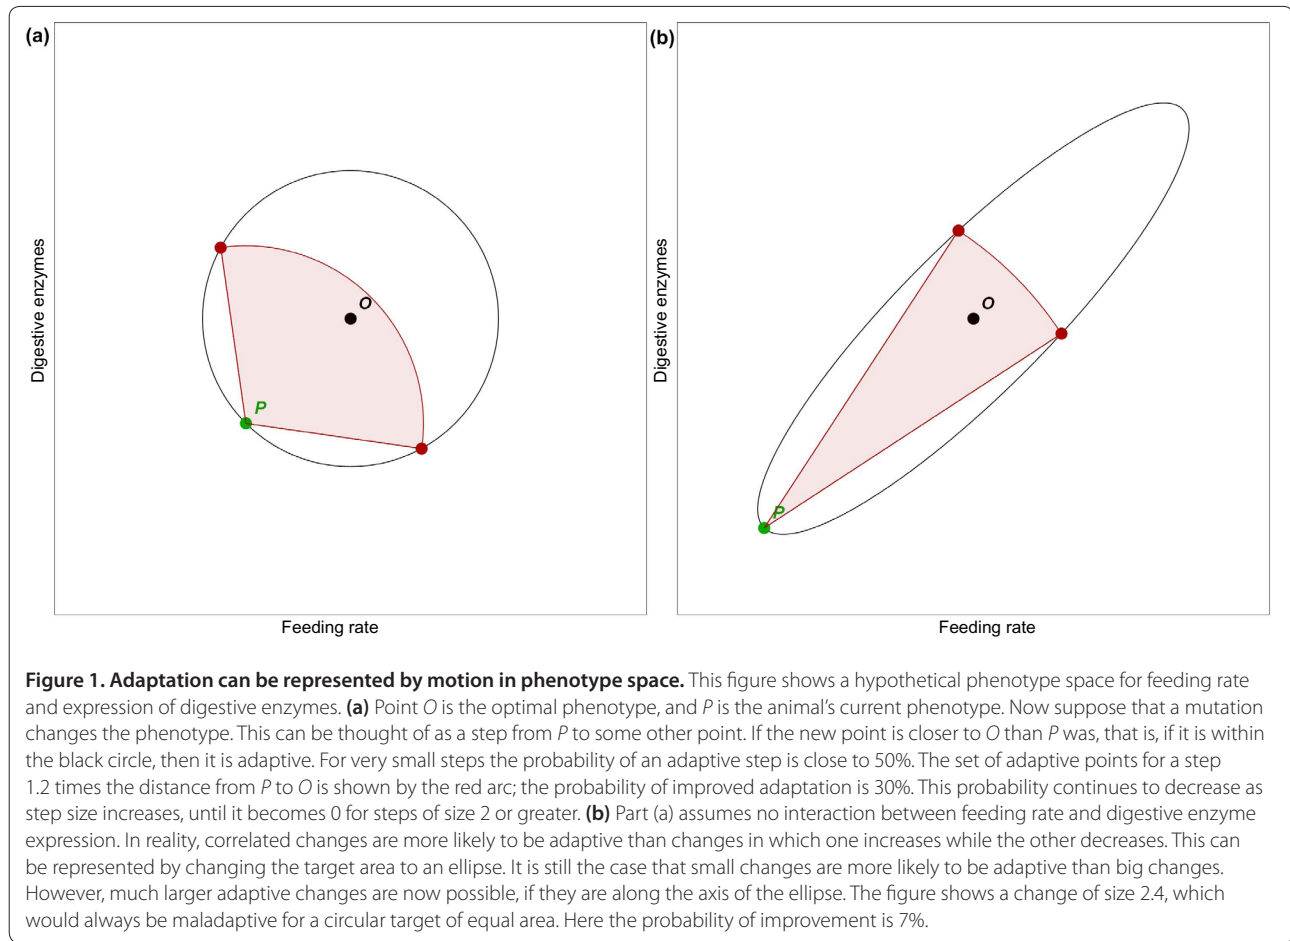 (a)
(b)
Digestive enzymes
O
P
Feeding rate
Digestive enzymes
O
P
Feeding rate
Figure 1. Adaptation can be represented by motion in phenotype space. This figure shows a hypothetical phenotype space for feeding rate
and expression of digestive enzymes. (a) Point O is the optimal phenotype, and P is the animal's current phenotype. Now suppose that a mutation
changes the phenotype. This can be thought of as a step from P to some other point. If the new point is closer to O than P was, that is, if it is within
the black circle, then it is adaptive. For very small steps the probability of an adaptive step is close to 50%. The set of adaptive points for a step
1.2 times the distance from P to O is shown by the red arc; the probability of improved adaptation is 30%. This probability continues to decrease as
step size increases, until it becomes 0 for steps of size 2 or greater. (b) Part (a) assumes no interaction between feeding rate and digestive enzyme
expression. In reality, correlated changes are more likely to be adaptive than changes in which one increases while the other decreases. This can
be represented by changing the target area to an ellipse. It is still the case that small changes are more likely to be adaptive than big changes.
However, much larger adaptive changes are now possible, if they are along the axis of the ellipse. The figure shows a change of size 2.4, which
would always be maladaptive for a circular target of equal area. Here the probability of improvement is 7%.